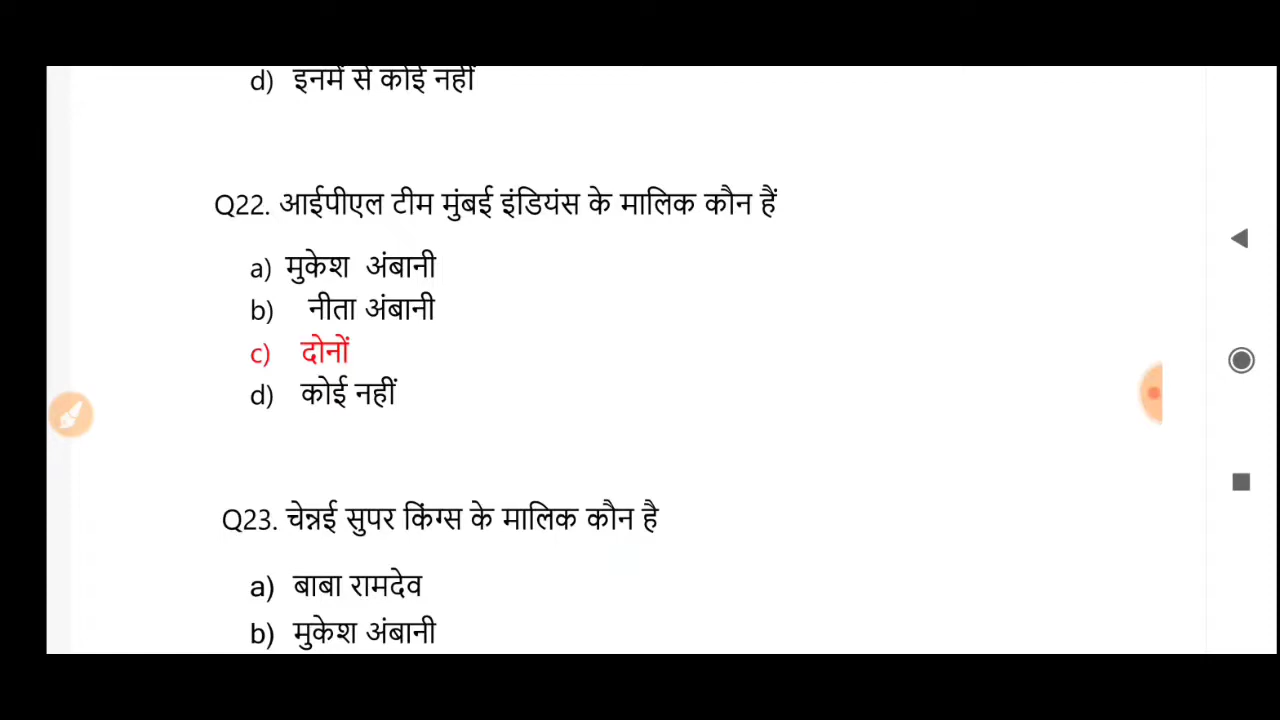 d) इनमें से कोई नहीं
Q22. आईपीएल टीम मुंबई इंडियंस के मालिक कौन हैं
a) मुकेश अंबानी
b) नीता अंबानी
c) दोनों
d) कोई नहीं
Q23. चेन्नई सुपर किंग्स के मालिक कौन है
a) बाबा रामदेव
b) मुकेश अंबानी